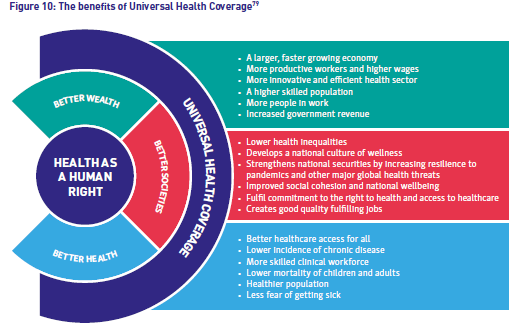 Figure 10: The benefits of Universal Health Coverage79
BETTER WEALTH
HEALTH AS
A HUMAN
RIGHT
BETTER SOCIETIES
BETTER HEALTH
UNIVERSAL HEALTH COVERAGE
- A larger, faster growing economy
- More productive workers and higher wages
- More innovative and efficient health sector
- A higher skilled population
- More people in work
- Increased government revenue
- Lower health inequalities
- Develops a national culture of wellness
- Strengthens national securities by increasing resilience to
pandemics and other major global health threats
- Improved social cohesion and national wellbeing
- Fulfil commitment to the right to health and access to healthcare
- Creates good quality fulfilling jobs
- Better healthcare access for all
- Lower incidence of chronic disease
- More skilled clinical workforce
- Lower mortality of children and adults
- Healthier population
- Less fear of getting sick